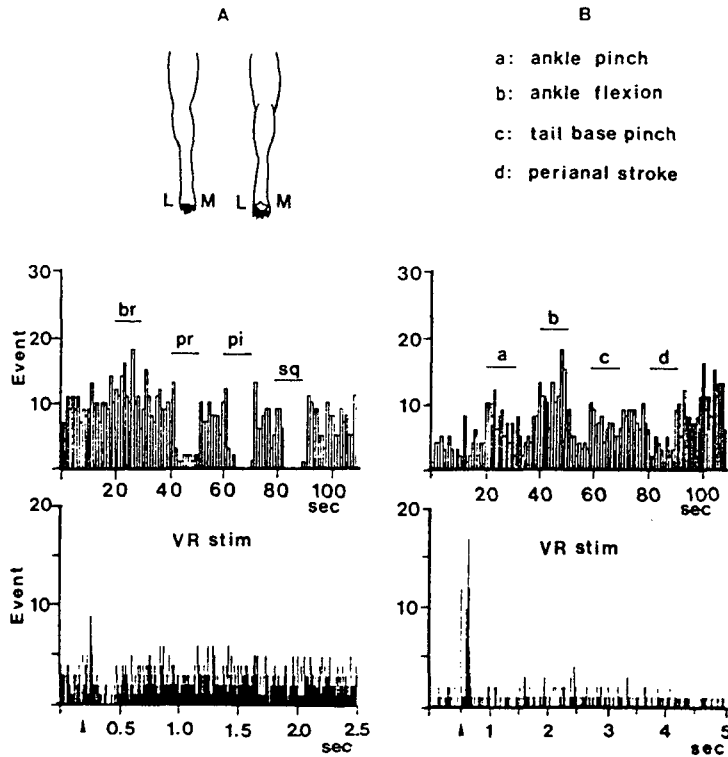 A
B
a: ankle pinch
b: ankle flexion
c: tail base pinch
d: perianal stroke
L M L M
30
20
10
Event
br
pr
pi
sq
20 40 60 80 100
sec
30
20
10
a
b
c
d
20 40 60 80 100
sec
20
10
Event
VR stim
0.5 1.0 1.5 2.0 2.5
sec
20
10
VR stim
1 2 3 4 5
sec